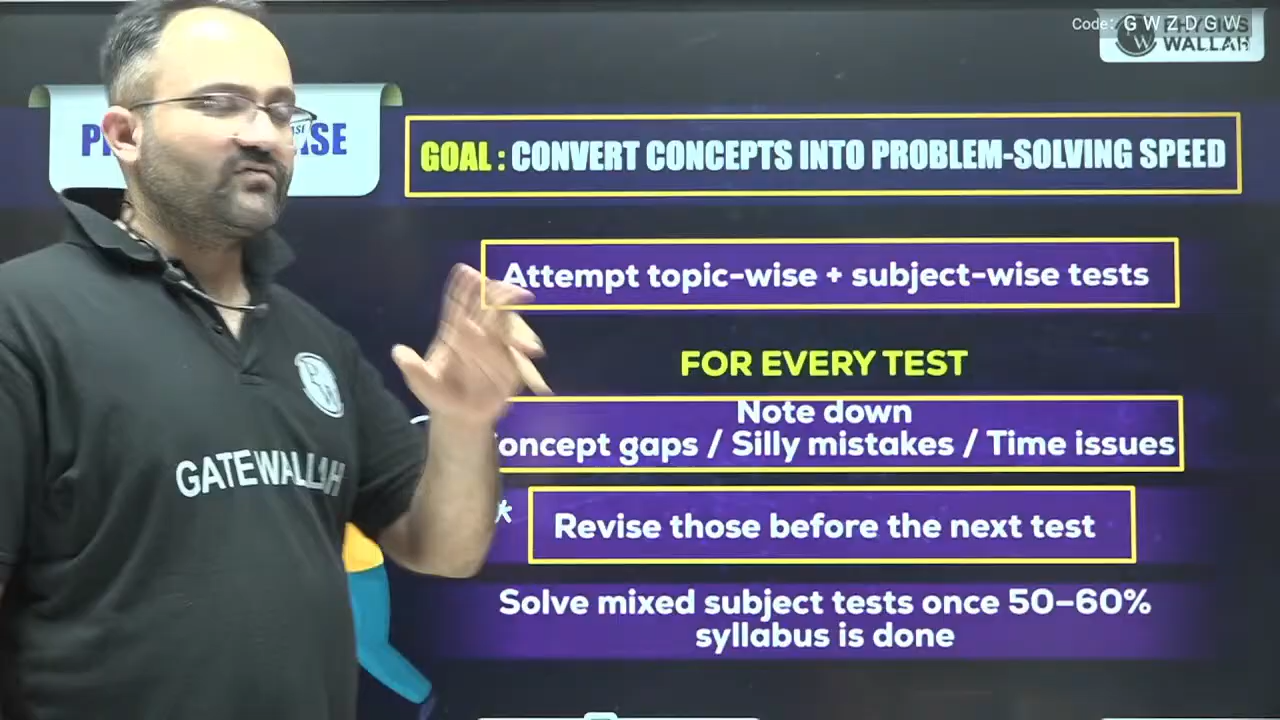 Code: G W Z D G W
WALLAH
GOAL : CONVERT CONCEPTS INTO PROBLEM-SOLVING SPEED
Attempt topic-wise + subject-wise tests
FOR EVERY TEST
Note down
oncept gaps / Silly mistakes / Time issues
Revise those before the next test
Solve mixed subject tests once 50–60%
syllabus is done
GATEWALLAH